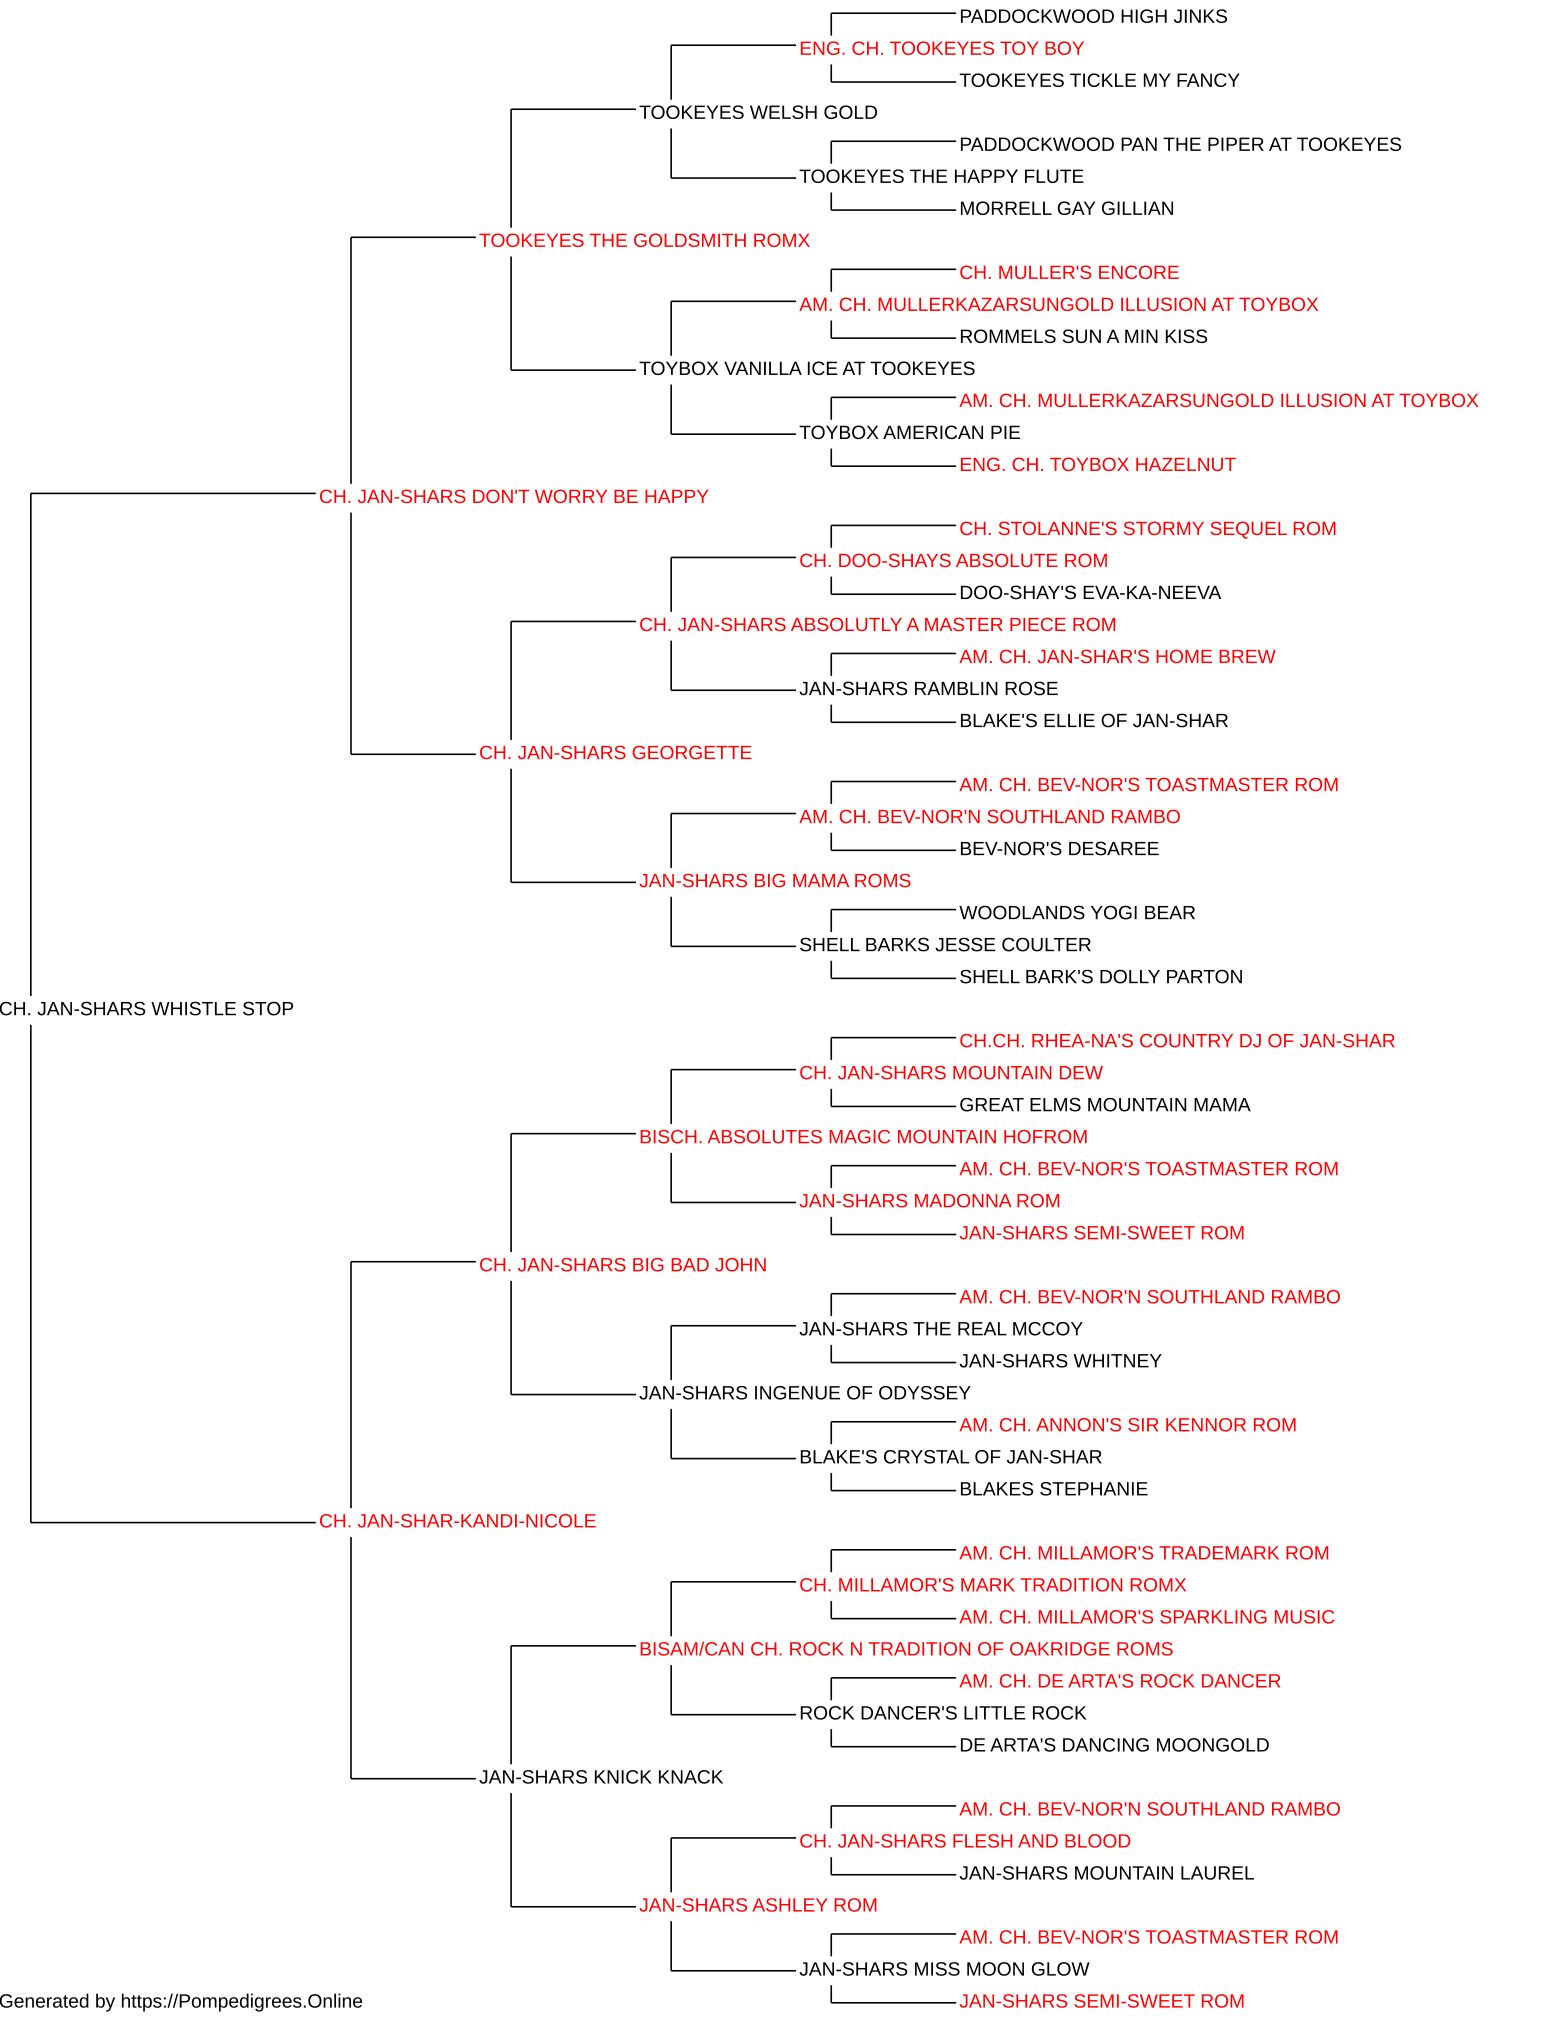 PADDOCKWOOD HIGH JINKS
ENG. CH. TOOKEYES TOY BOY
TOOKEYES TICKLE MY FANCY
TOOKEYES WELSH GOLD
PADDOCKWOOD PAN THE PIPER AT TOOKEYES
TOOKEYES THE HAPPY FLUTE
MORRELL GAY GILLIAN
TOOKEYES THE GOLDSMITH ROMX
CH. MULLER'S ENCORE
AM. CH. MULLERKAZARSUNGOLD ILLUSION AT TOYBOX
ROMMELS SUN A MIN KISS
TOYBOX VANILLA ICE AT TOOKEYES
AM. CH. MULLERKAZARSUNGOLD ILLUSION AT TOYBOX
TOYBOX AMERICAN PIE
ENG. CH. TOYBOX HAZELNUT
CH. JAN-SHARS DON'T WORRY BE HAPPY
CH. STOLANNE'S STORMY SEQUEL ROM
CH. DOO-SHAYS ABSOLUTE ROM
DOO-SHAY'S EVA-KA-NEEVA
CH. JAN-SHARS ABSOLUTLY A MASTER PIECE ROM
AM. CH. JAN-SHAR'S HOME BREW
JAN-SHARS RAMBLIN ROSE
BLAKE'S ELLIE OF JAN-SHAR
CH. JAN-SHARS GEORGETTE
AM. CH. BEV-NOR'S TOASTMASTER ROM
AM. CH. BEV-NOR'N SOUTHLAND RAMBO
BEV-NOR'S DESAREE
JAN-SHARS BIG MAMA ROMS
WOODLANDS YOGI BEAR
SHELL BARKS JESSE COULTER
SHELL BARK'S DOLLY PARTON
CH. JAN-SHARS WHISTLE STOP
CH.CH. RHEA-NA'S COUNTRY DJ OF JAN-SHAR
CH. JAN-SHARS MOUNTAIN DEW
GREAT ELMS MOUNTAIN MAMA
BISCH. ABSOLUTES MAGIC MOUNTAIN HOFROM
AM. CH. BEV-NOR'S TOASTMASTER ROM
JAN-SHARS MADONNA ROM
JAN-SHARS SEMI-SWEET ROM
CH. JAN-SHARS BIG BAD JOHN
AM. CH. BEV-NOR'N SOUTHLAND RAMBO
JAN-SHARS THE REAL MCCOY
JAN-SHARS WHITNEY
JAN-SHARS INGENUE OF ODYSSEY
AM. CH. ANNON'S SIR KENNOR ROM
BLAKE'S CRYSTAL OF JAN-SHAR
BLAKES STEPHANIE
CH. JAN-SHAR-KANDI-NICOLE
AM. CH. MILLAMOR'S TRADEMARK ROM
CH. MILLAMOR'S MARK TRADITION ROMX
AM. CH. MILLAMOR'S SPARKLING MUSIC
BISAM/CAN CH. ROCK N TRADITION OF OAKRIDGE ROMS
AM. CH. DE ARTA'S ROCK DANCER
ROCK DANCER'S LITTLE ROCK
DE ARTA'S DANCING MOONGOLD
JAN-SHARS KNICK KNACK
AM. CH. BEV-NOR'N SOUTHLAND RAMBO
CH. JAN-SHARS FLESH AND BLOOD
JAN-SHARS MOUNTAIN LAUREL
JAN-SHARS ASHLEY ROM
AM. CH. BEV-NOR'S TOASTMASTER ROM
JAN-SHARS MISS MOON GLOW
JAN-SHARS SEMI-SWEET ROM
Generated by https://Pompedigrees.Online